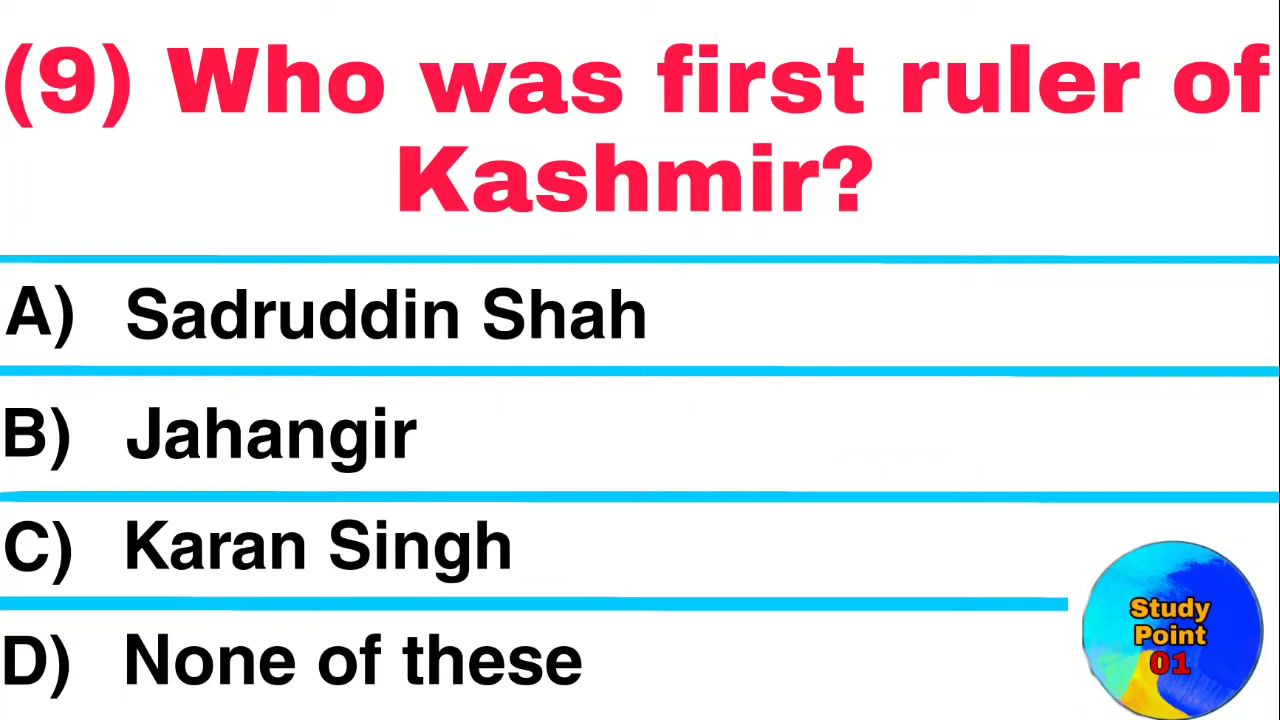 (9) Who was first ruler of
Kashmir?
A) Sadruddin Shah
B) Jahangir
C) Karan Singh
D) None of these
Study
Point
01